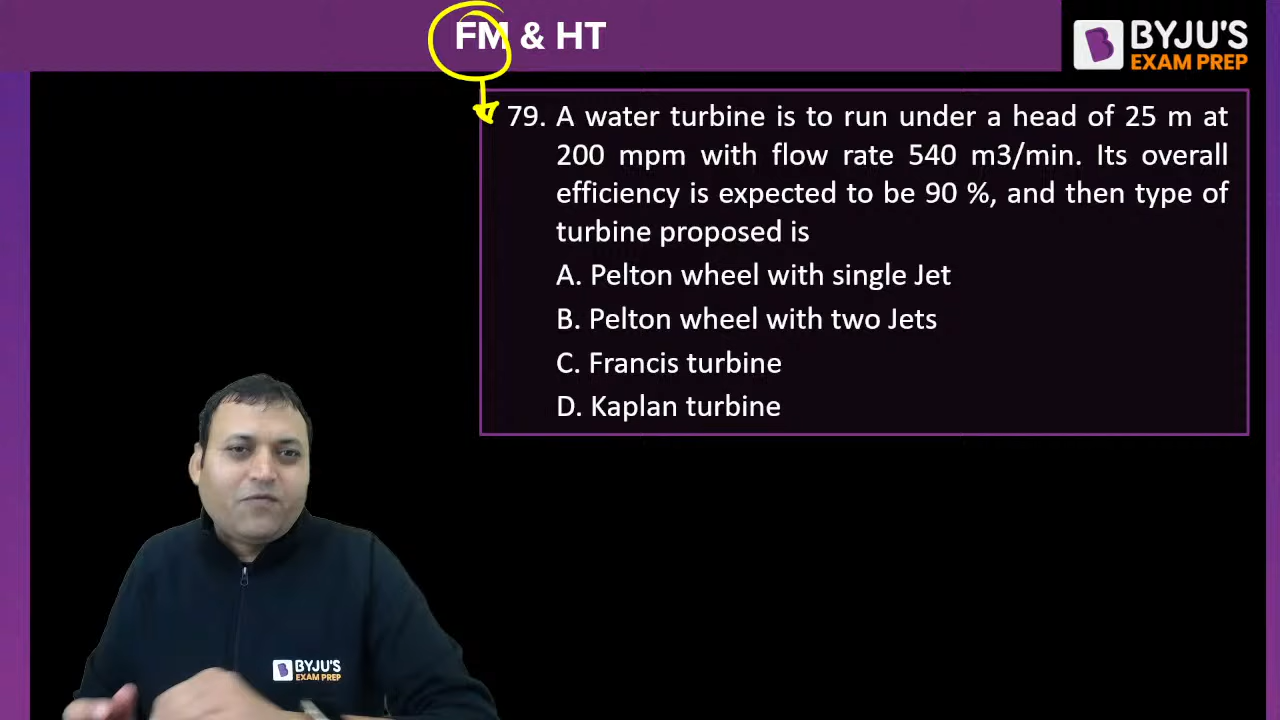 FM & HT
BYJU'S
EXAM PREP
79. A water turbine is to run under a head of 25 m at
200 mpm with flow rate 540 m3/min. Its overall
efficiency is expected to be 90 %, and then type of
turbine proposed is
A. Pelton wheel with single Jet
B. Pelton wheel with two Jets
C. Francis turbine
D. Kaplan turbine
BYJU'S
EXAM PREP